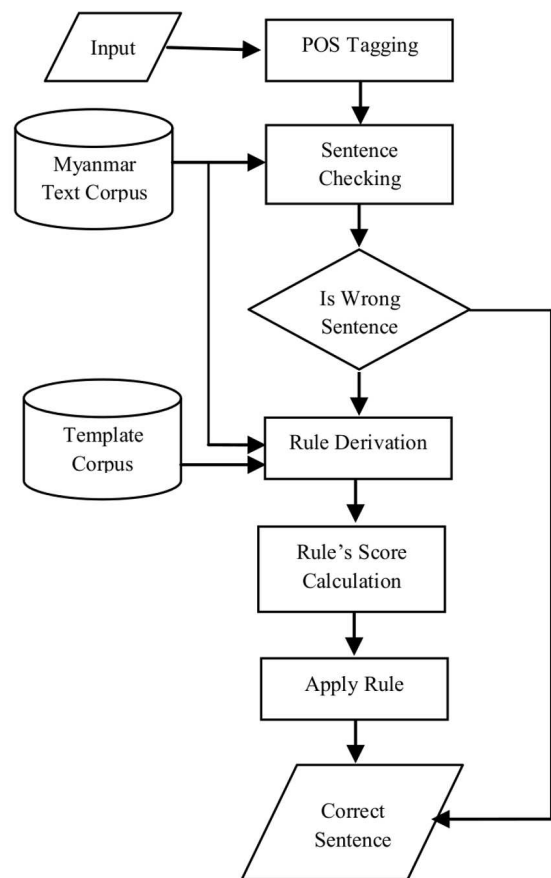 Input
POS Tagging
Myanmar
Text Corpus
Sentence
Checking
Is Wrong
Sentence
Template
Corpus
Rule Derivation
Rule’s Score
Calculation
Apply Rule
Correct
Sentence